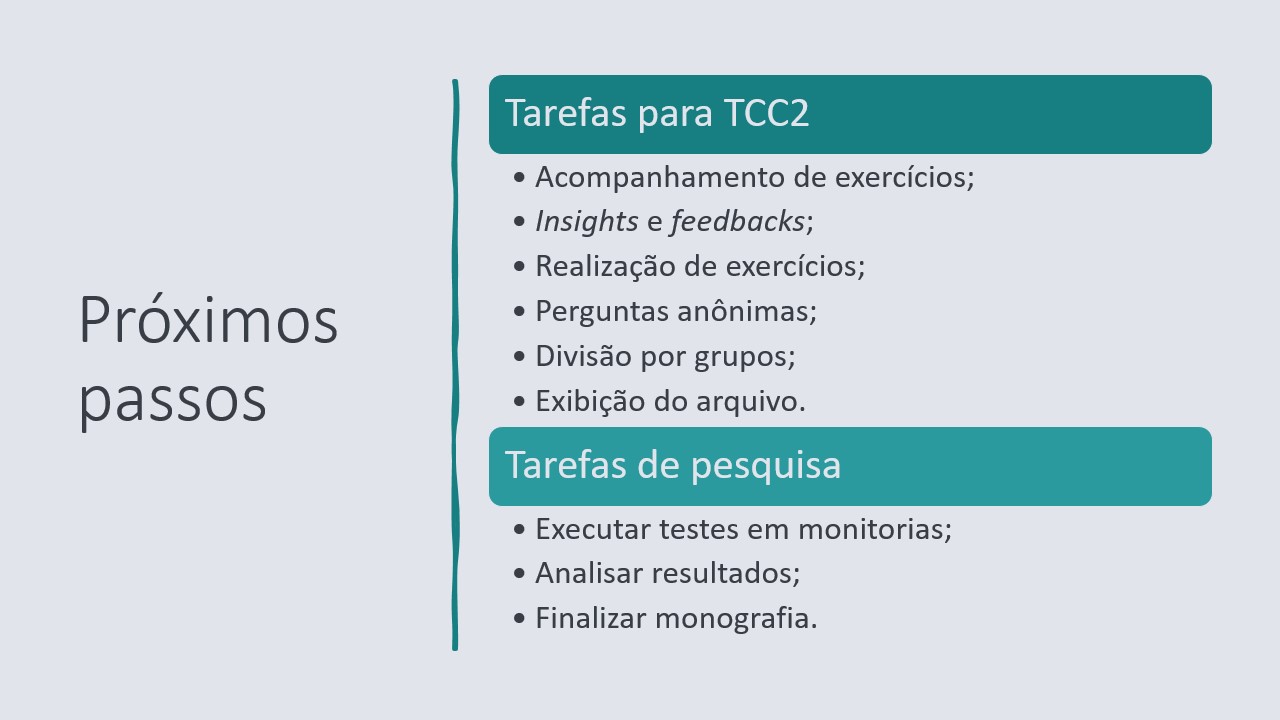 Próximos
passos
Tarefas para TCC2
• Acompanhamento de exercícios;
• Insights e feedbacks;
• Realização de exercícios;
• Perguntas anônimas;
• Divisão por grupos;
• Exibição do arquivo.
Tarefas de pesquisa
• Executar testes em monitorias;
• Analisar resultados;
• Finalizar monografia.